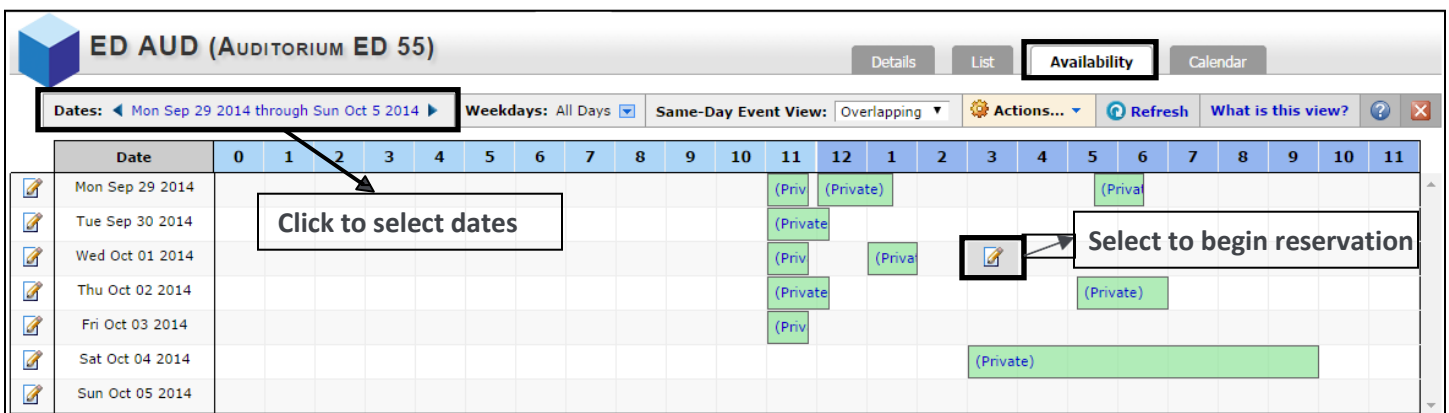 ED AUD (AUDITORIUM ED 55)
Details List Availability Calendar
Dates: Mon Sep 29 2014 through Sun Oct 5 2014 Weekdays: All Days Same-Day Event View: Overlapping Actions... Refresh What is this view? ?
Date 0 1 2 3 4 5 6 7 8 9 10 11 12 1 2 3 4 5 6 7 8 9 10 11
Mon Sep 29 2014 (Priv (Private) (Privat
Tue Sep 30 2014 (Private
Click to select dates
Wed Oct 01 2014 (Priv (Privat
Select to begin reservation
Thu Oct 02 2014 (Private (Private)
Fri Oct 03 2014 (Priv
Sat Oct 04 2014 (Private)
Sun Oct 05 2014